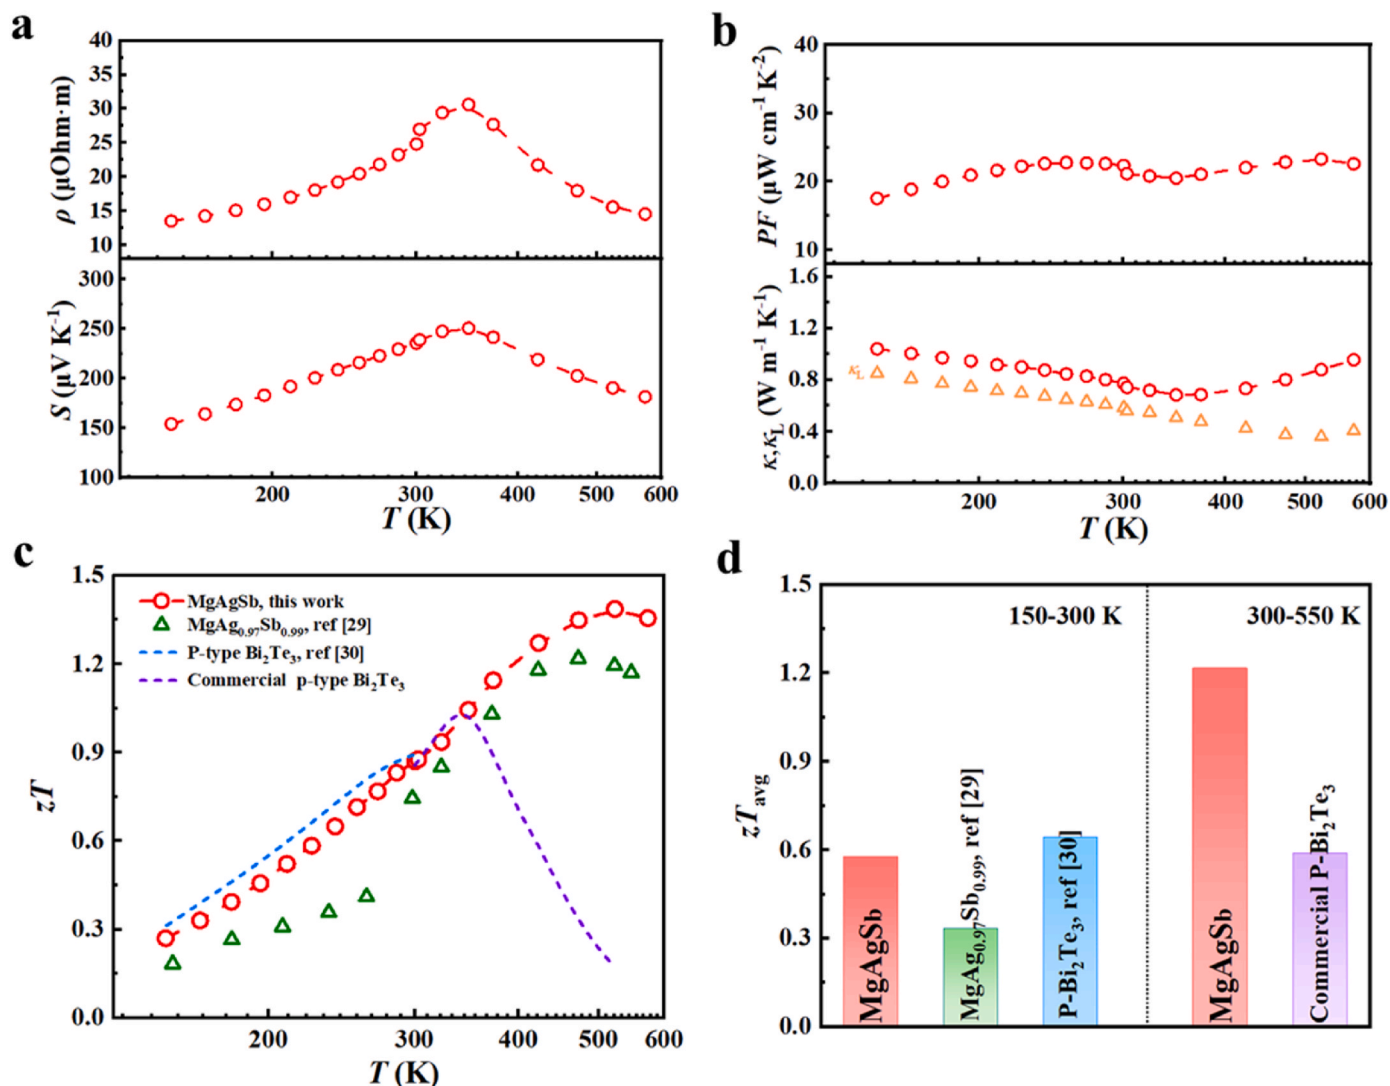 a
40
35
30
25
20
15
10
ρ (μOhm·m)
300
250
200
150
100
S (μV K⁻¹)
200 300 400 500 600
T (K)
b
40
30
20
10
PF (μW cm⁻¹ K⁻²)
1.6
1.2
0.8
0.4
0.0
κ,κL (W m⁻¹ K⁻¹)
κL
200 300 400 500 600
T (K)
c
1.5
1.2
0.9
0.6
0.3
0.0
zT
MgAgSb, this work
MgAg0.97Sb0.99, ref [29]
P-type Bi2Te3, ref [30]
Commercial p-type Bi2Te3
200 300 400 500 600
T (K)
d
1.5
1.2
0.9
0.6
0.3
0.0
zTavg
150-300 K
300-550 K
MgAgSb
MgAg0.97Sb0.99, ref [29]
P-Bi2Te3, ref [30]
MgAgSb
Commercial P-Bi2Te3